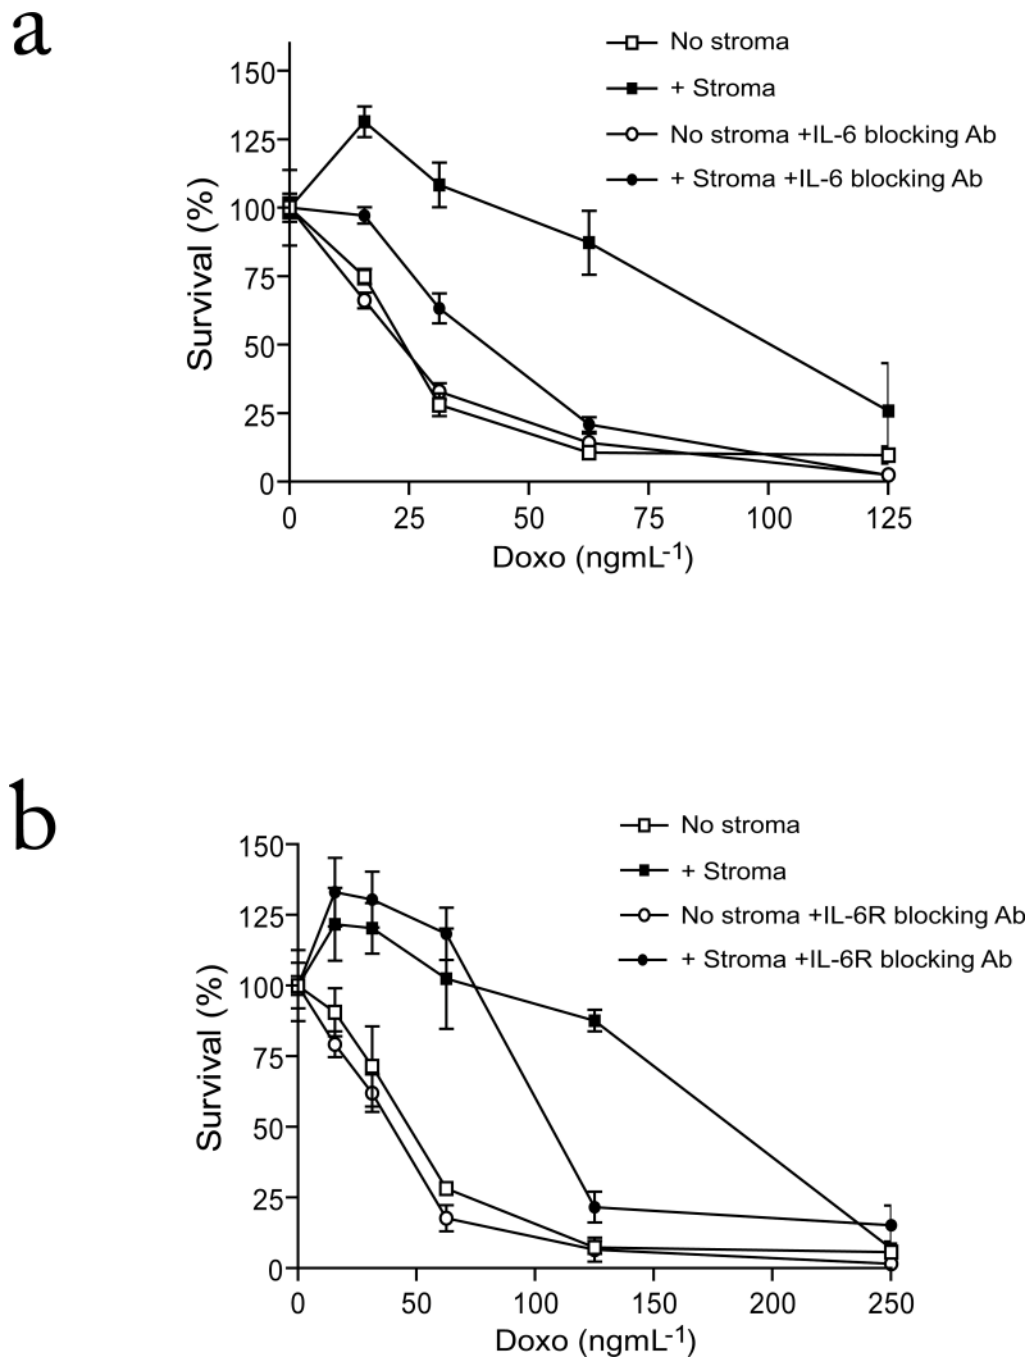 a
No stroma
+ Stroma
No stroma +IL-6 blocking Ab
+ Stroma +IL-6 blocking Ab
Survival (%)
150
125
100
75
50
25
0
0 25 50 75 100 125
Doxo (ngmL-1)
b
No stroma
+ Stroma
No stroma +IL-6R blocking Ab
+ Stroma +IL-6R blocking Ab
Survival (%)
150
125
100
75
50
25
0
0 50 100 150 200 250
Doxo (ngmL-1)